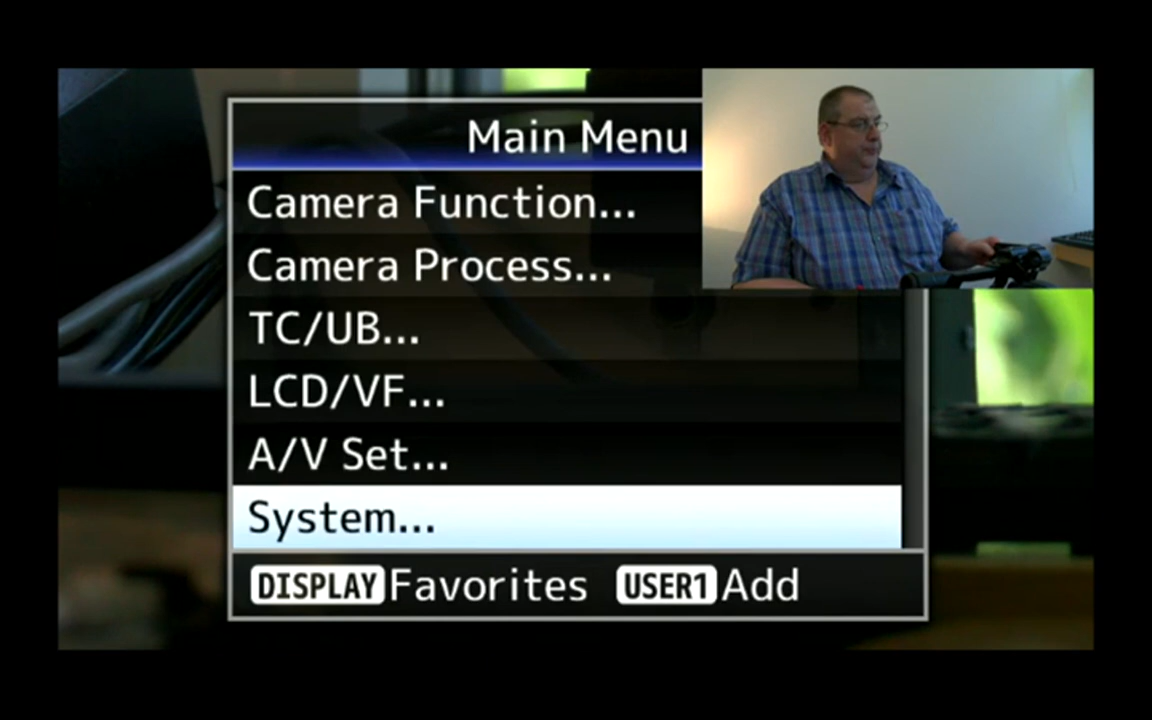 Main Menu
Camera Function...
Camera Process...
TC/UB...
LCD/VF...
A/V Set...
System...
DISPLAY Favorites USER1 Add